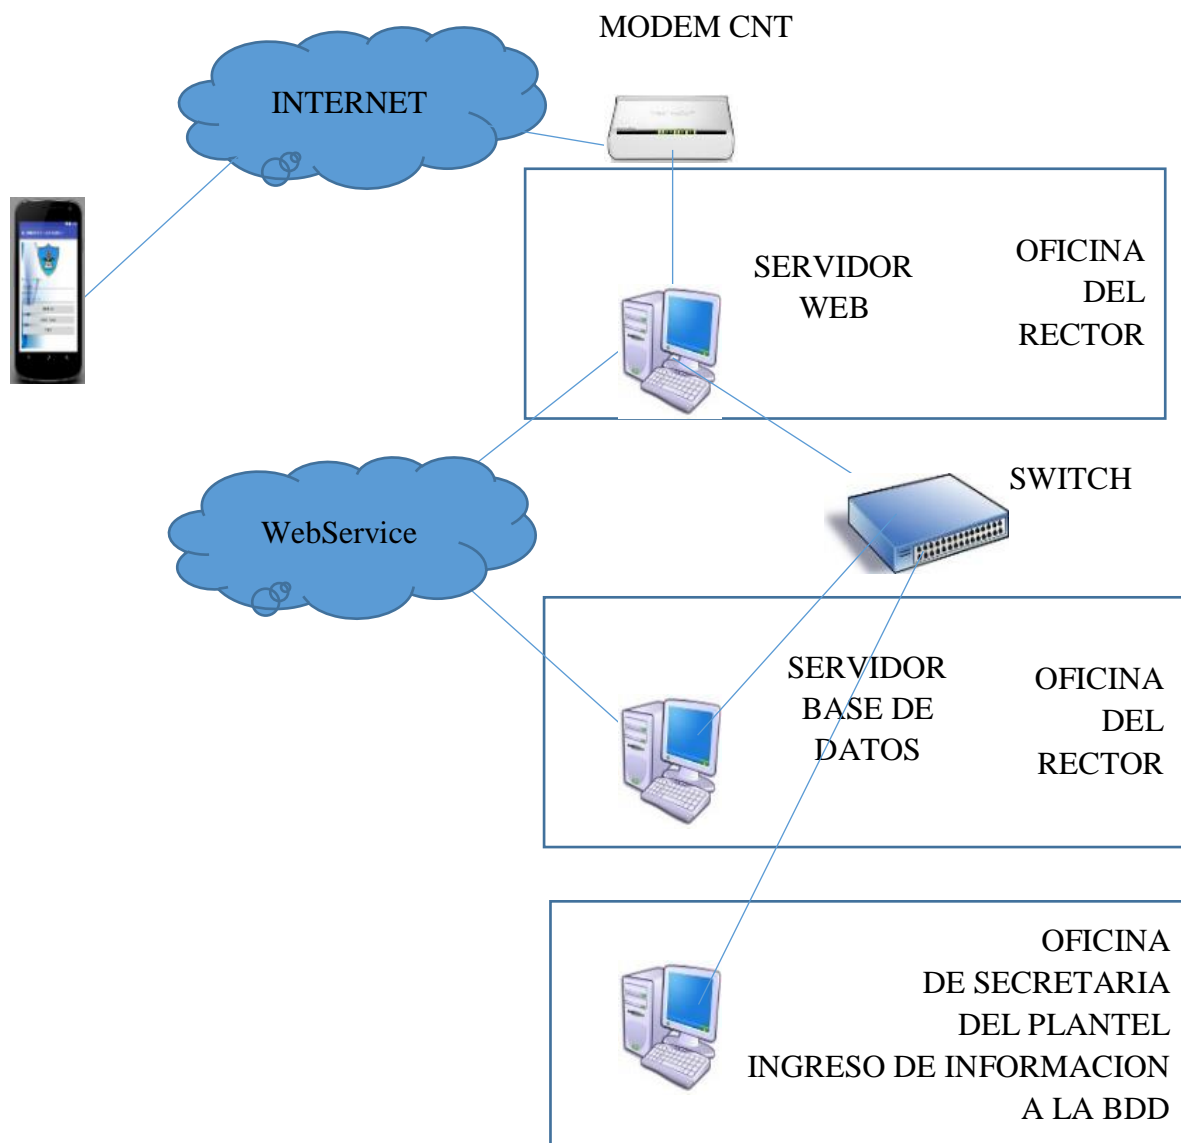 MODEM CNT
INTERNET
SERVIDOR
WEB
OFICINA
DEL
RECTOR
SWITCH
WebService
SERVIDOR
BASE DE
DATOS
OFICINA
DEL
RECTOR
OFICINA
DE SECRETARIA
DEL PLANTEL
INGRESO DE INFORMACION
A LA BDD